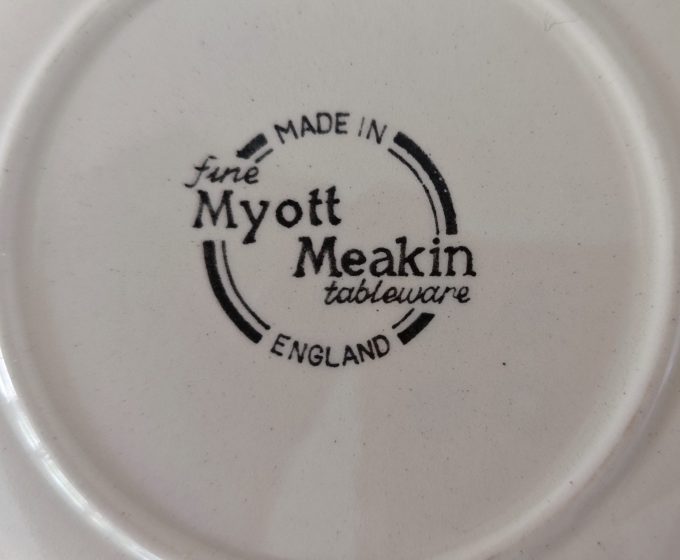 MADE IN
fine
Myott
Meakin
tableware
ENGLAND